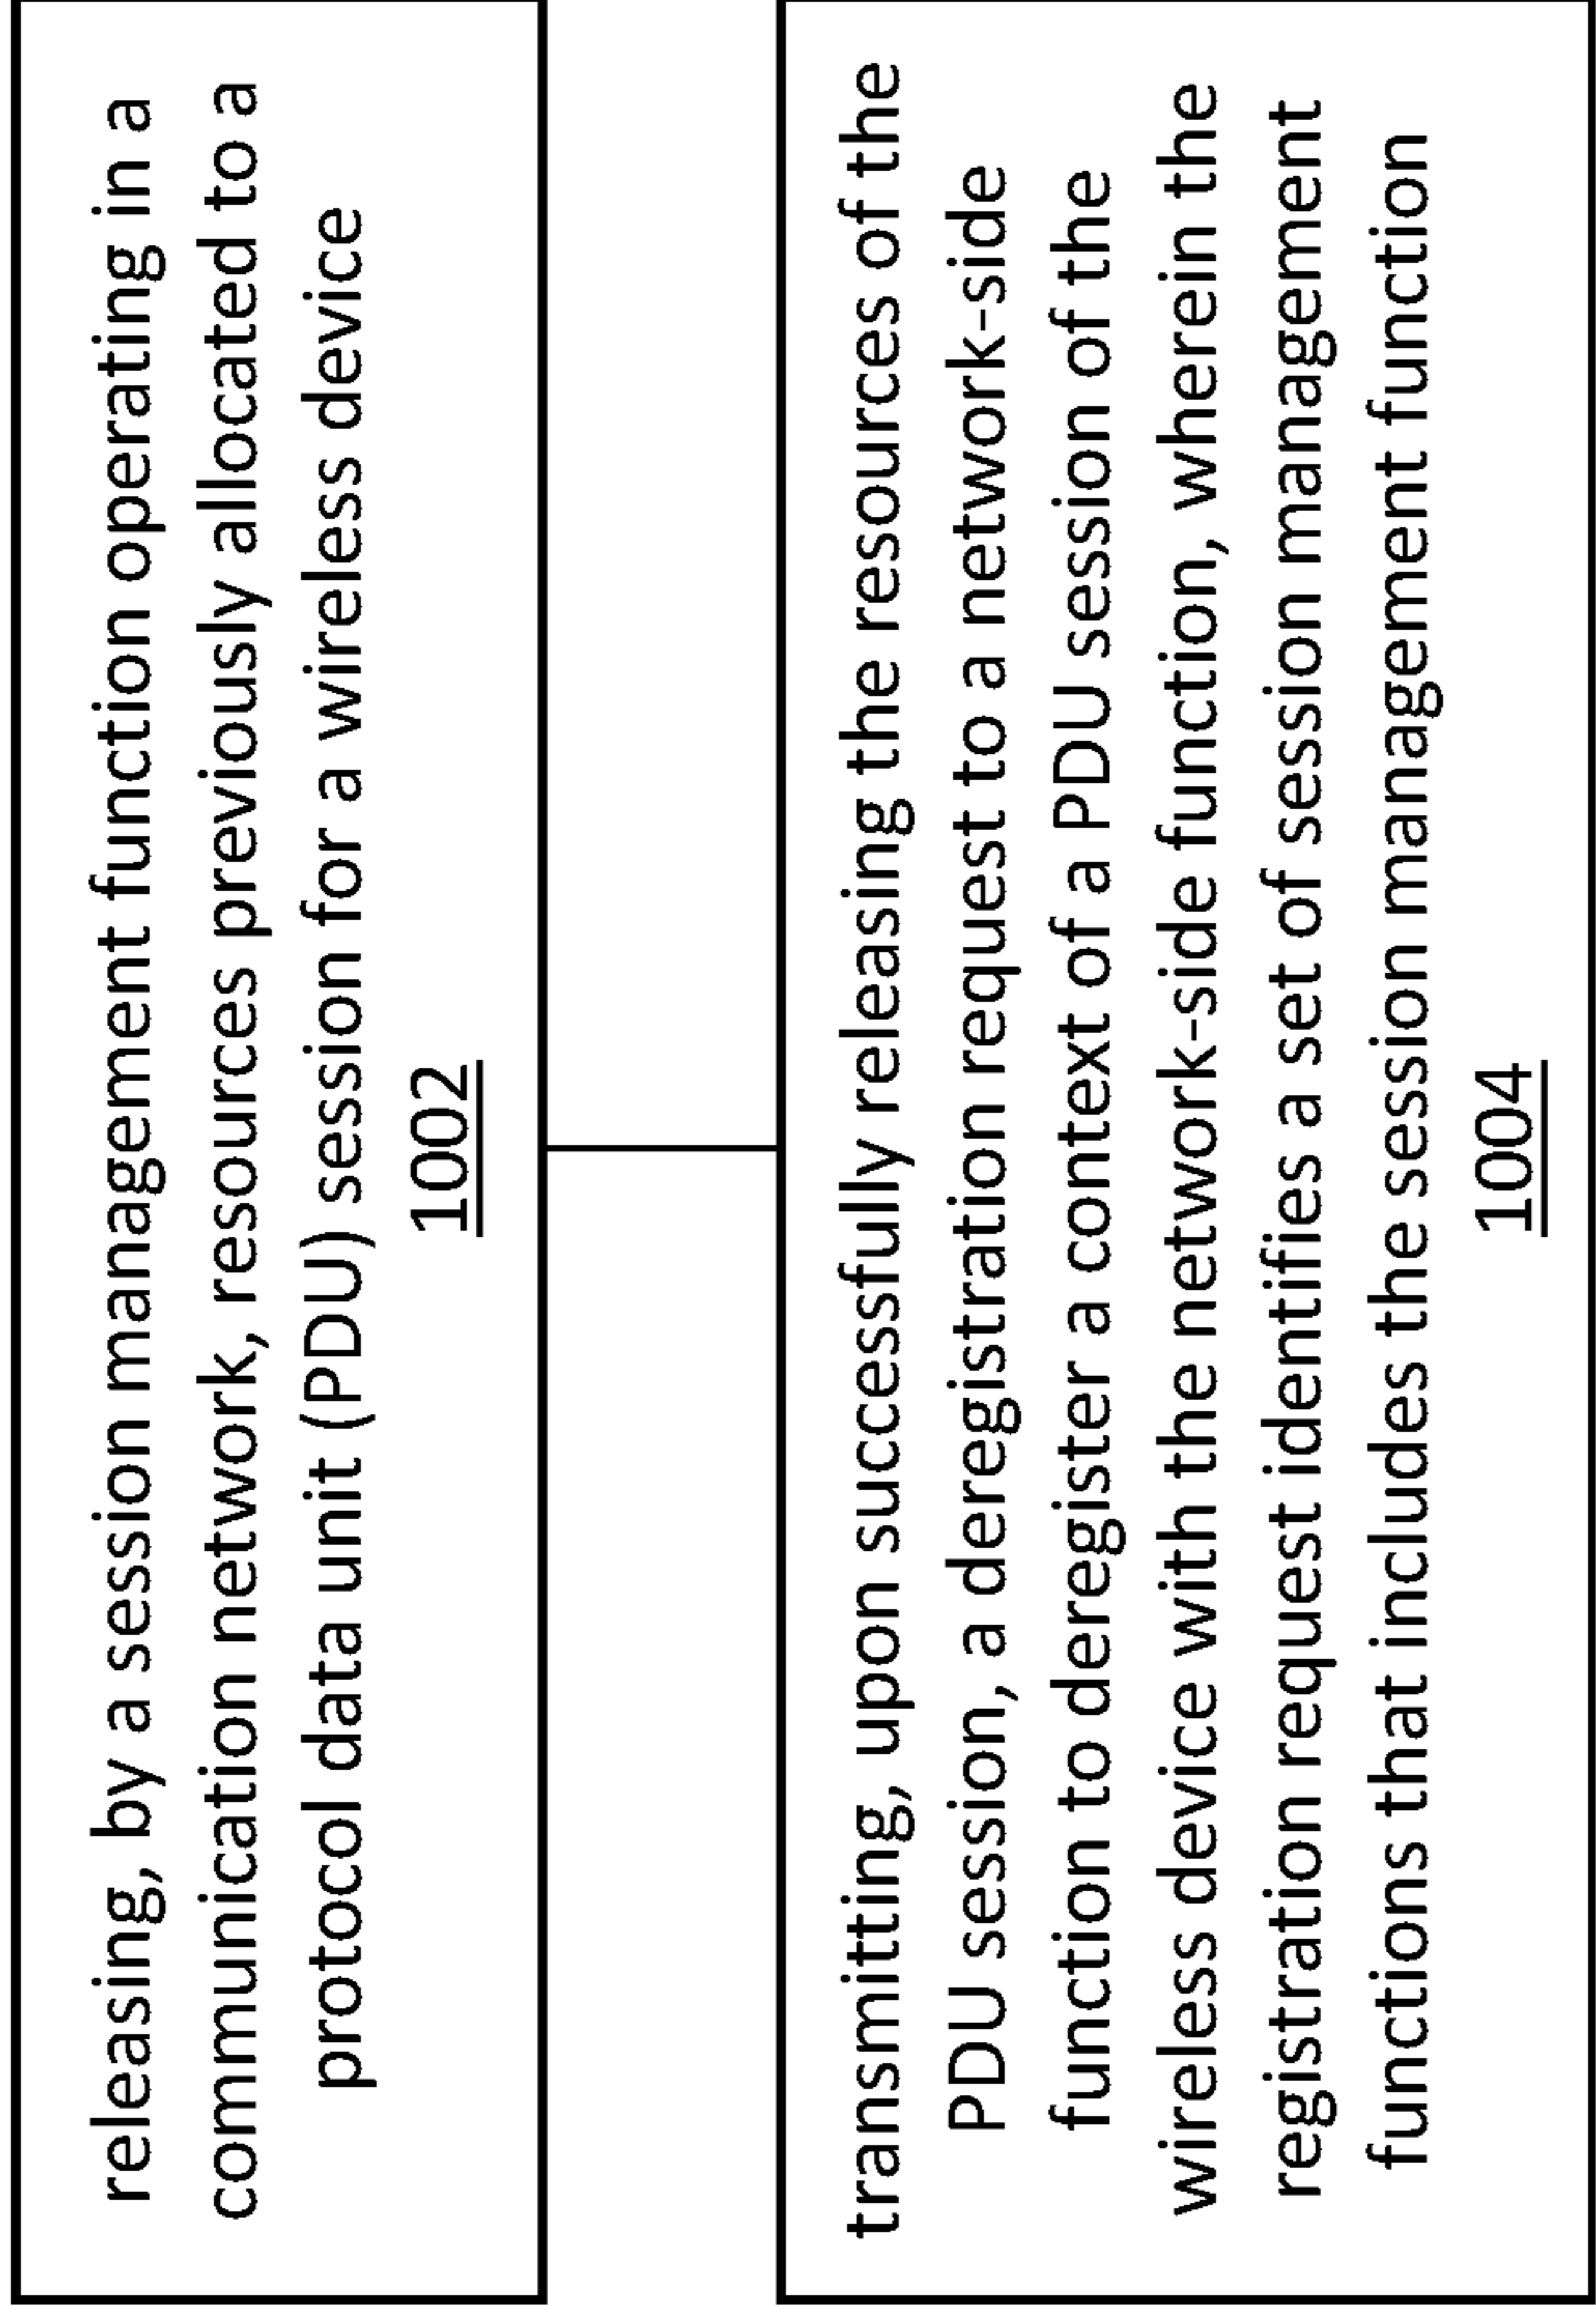 releasing, by a session management function operating in a
communication network, resources previously allocated to a
protocol data unit (PDU) session for a wireless device
1002
transmitting, upon successfully releasing the resources of the
PDU session, a deregistration request to a network-side
function to deregister a context of a PDU session of the
wireless device with the network-side function, wherein the
registration request identifies a set of session management
functions that includes the session management function
1004